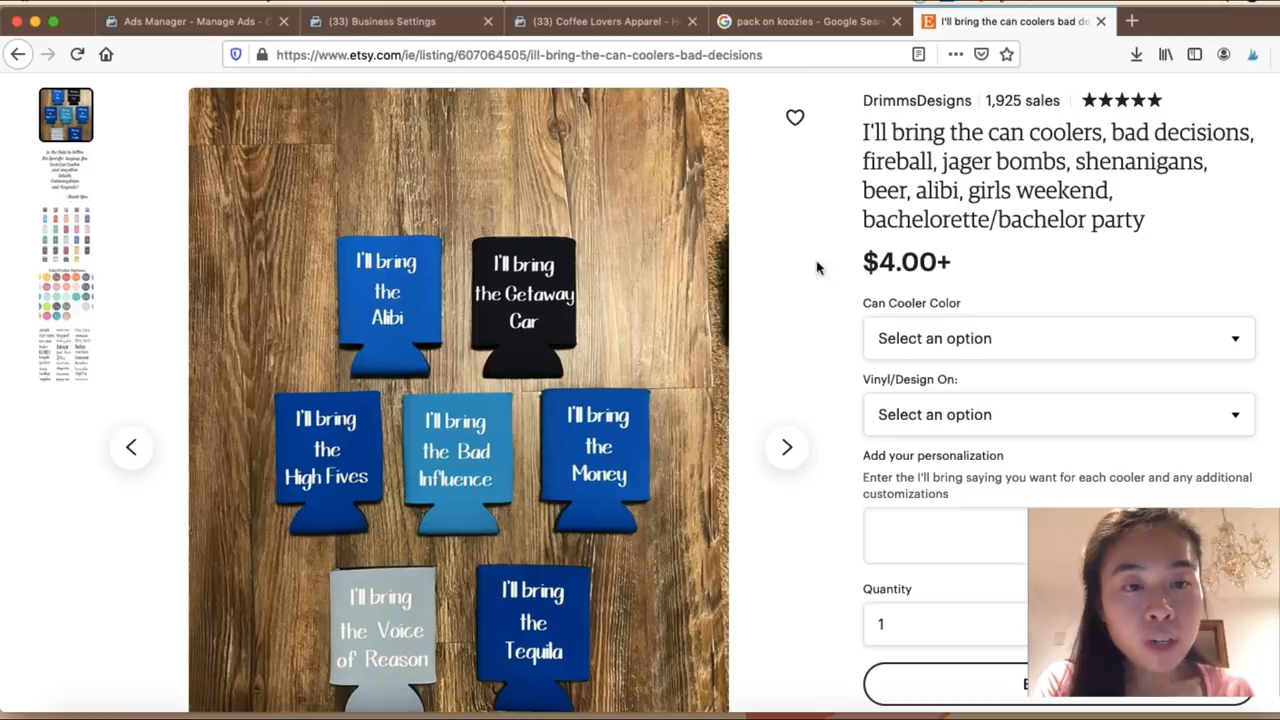 Ads Manager - Manage Ads - C
(33) Business Settings
(33) Coffee Lovers Apparel - H
pack on koozies - Google Sear
I'll bring the can coolers bad de
https://www.etsy.com/ie/listing/607064505/ill-bring-the-can-coolers-bad-decisions
DrimmsDesigns
1,925 sales
I'll bring the can coolers, bad decisions,
fireball, jager bombs, shenanigans,
beer, alibi, girls weekend,
bachelorette/bachelor party
$4.00+
Can Cooler Color
Select an option
Vinyl/Design On:
Select an option
Add your personalization
Enter the I'll bring saying you want for each cooler and any additional
customizations
Quantity
1
I'll bring
the
Alibi
I'll bring
the Getaway
Car
I'll bring
the
High Fives
I'll bring
the Bad
Influence
I'll bring
the
Money
I'll bring
the Voice
of Reason
I'll bring
the
Tequila